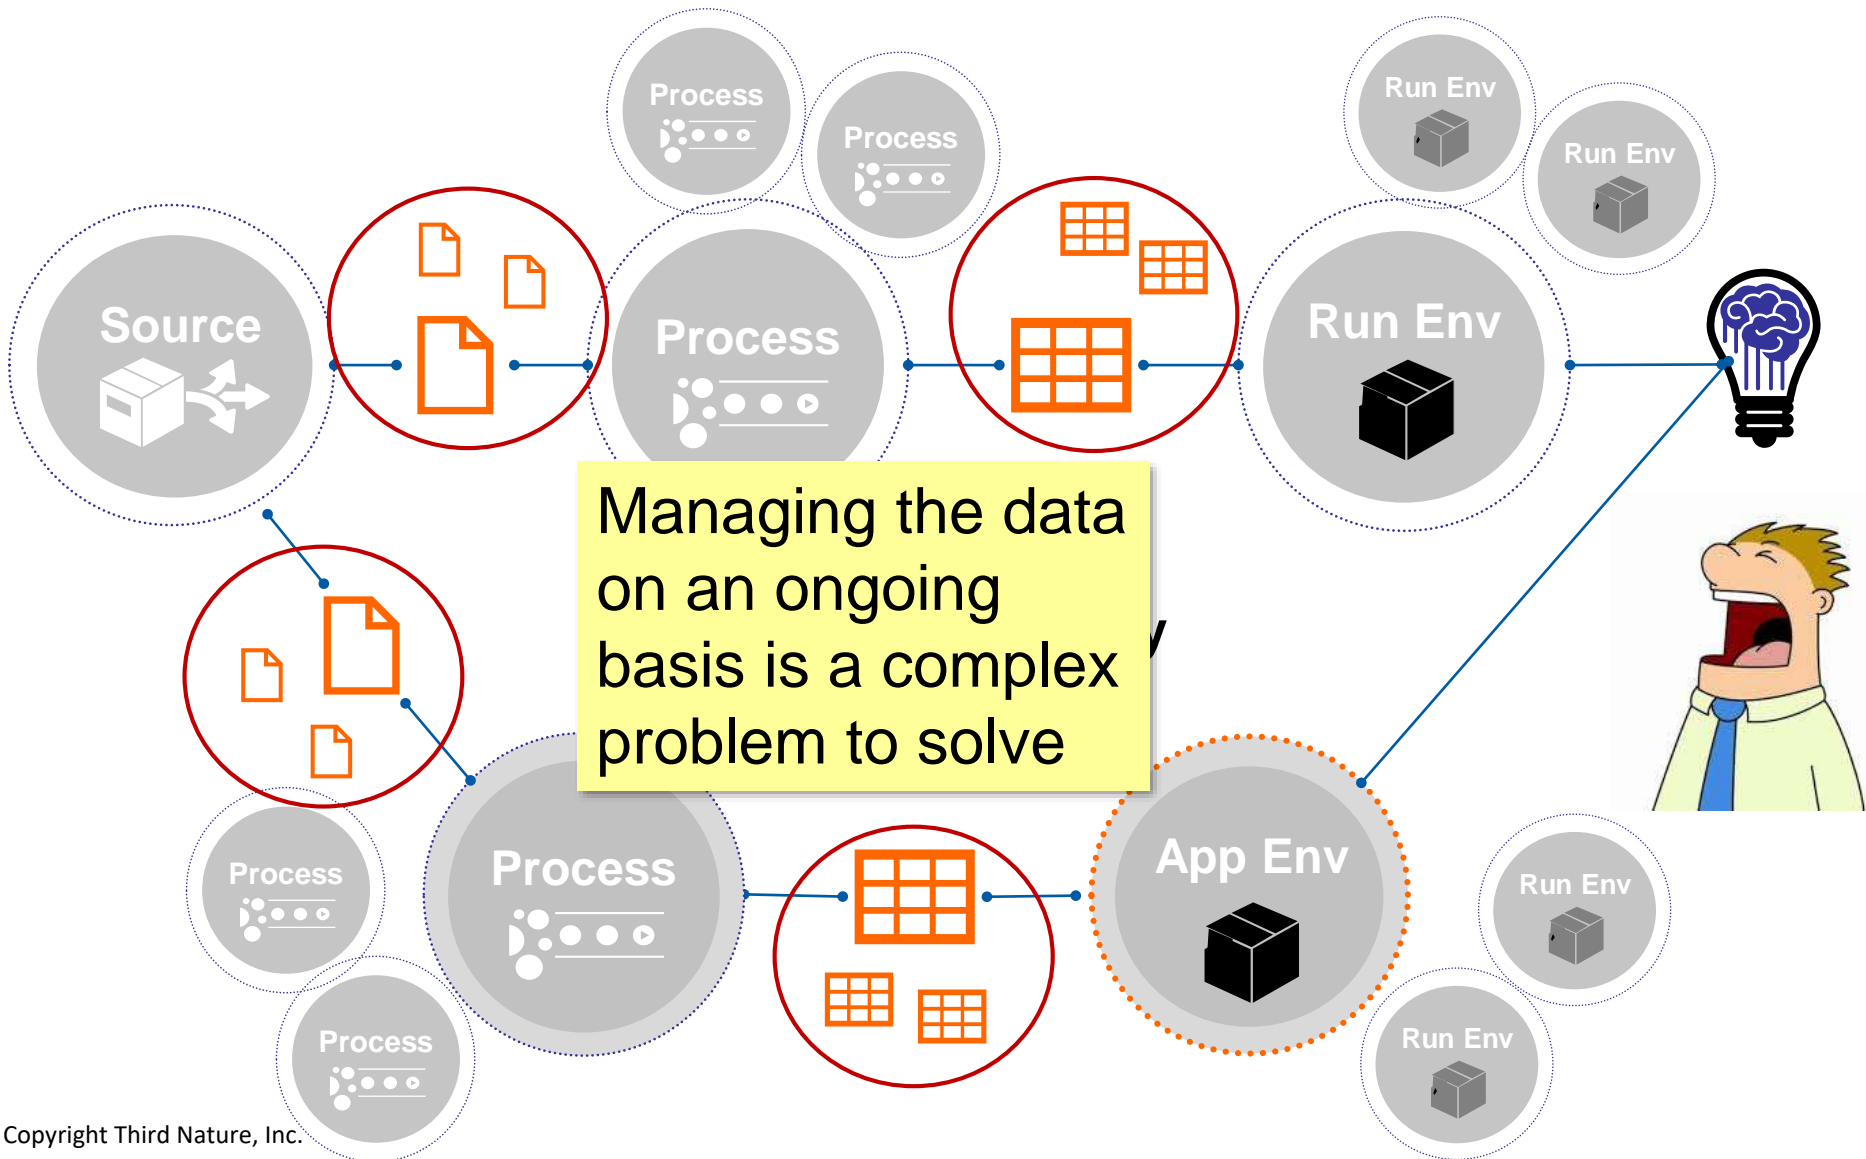 Process
Process
Run Env
Run Env
Source
Process
Run Env
Managing the data
on an ongoing
basis is a complex
problem to solve
Process
App Env
Process
Run Env
Process
Run Env
Copyright Third Nature, Inc.